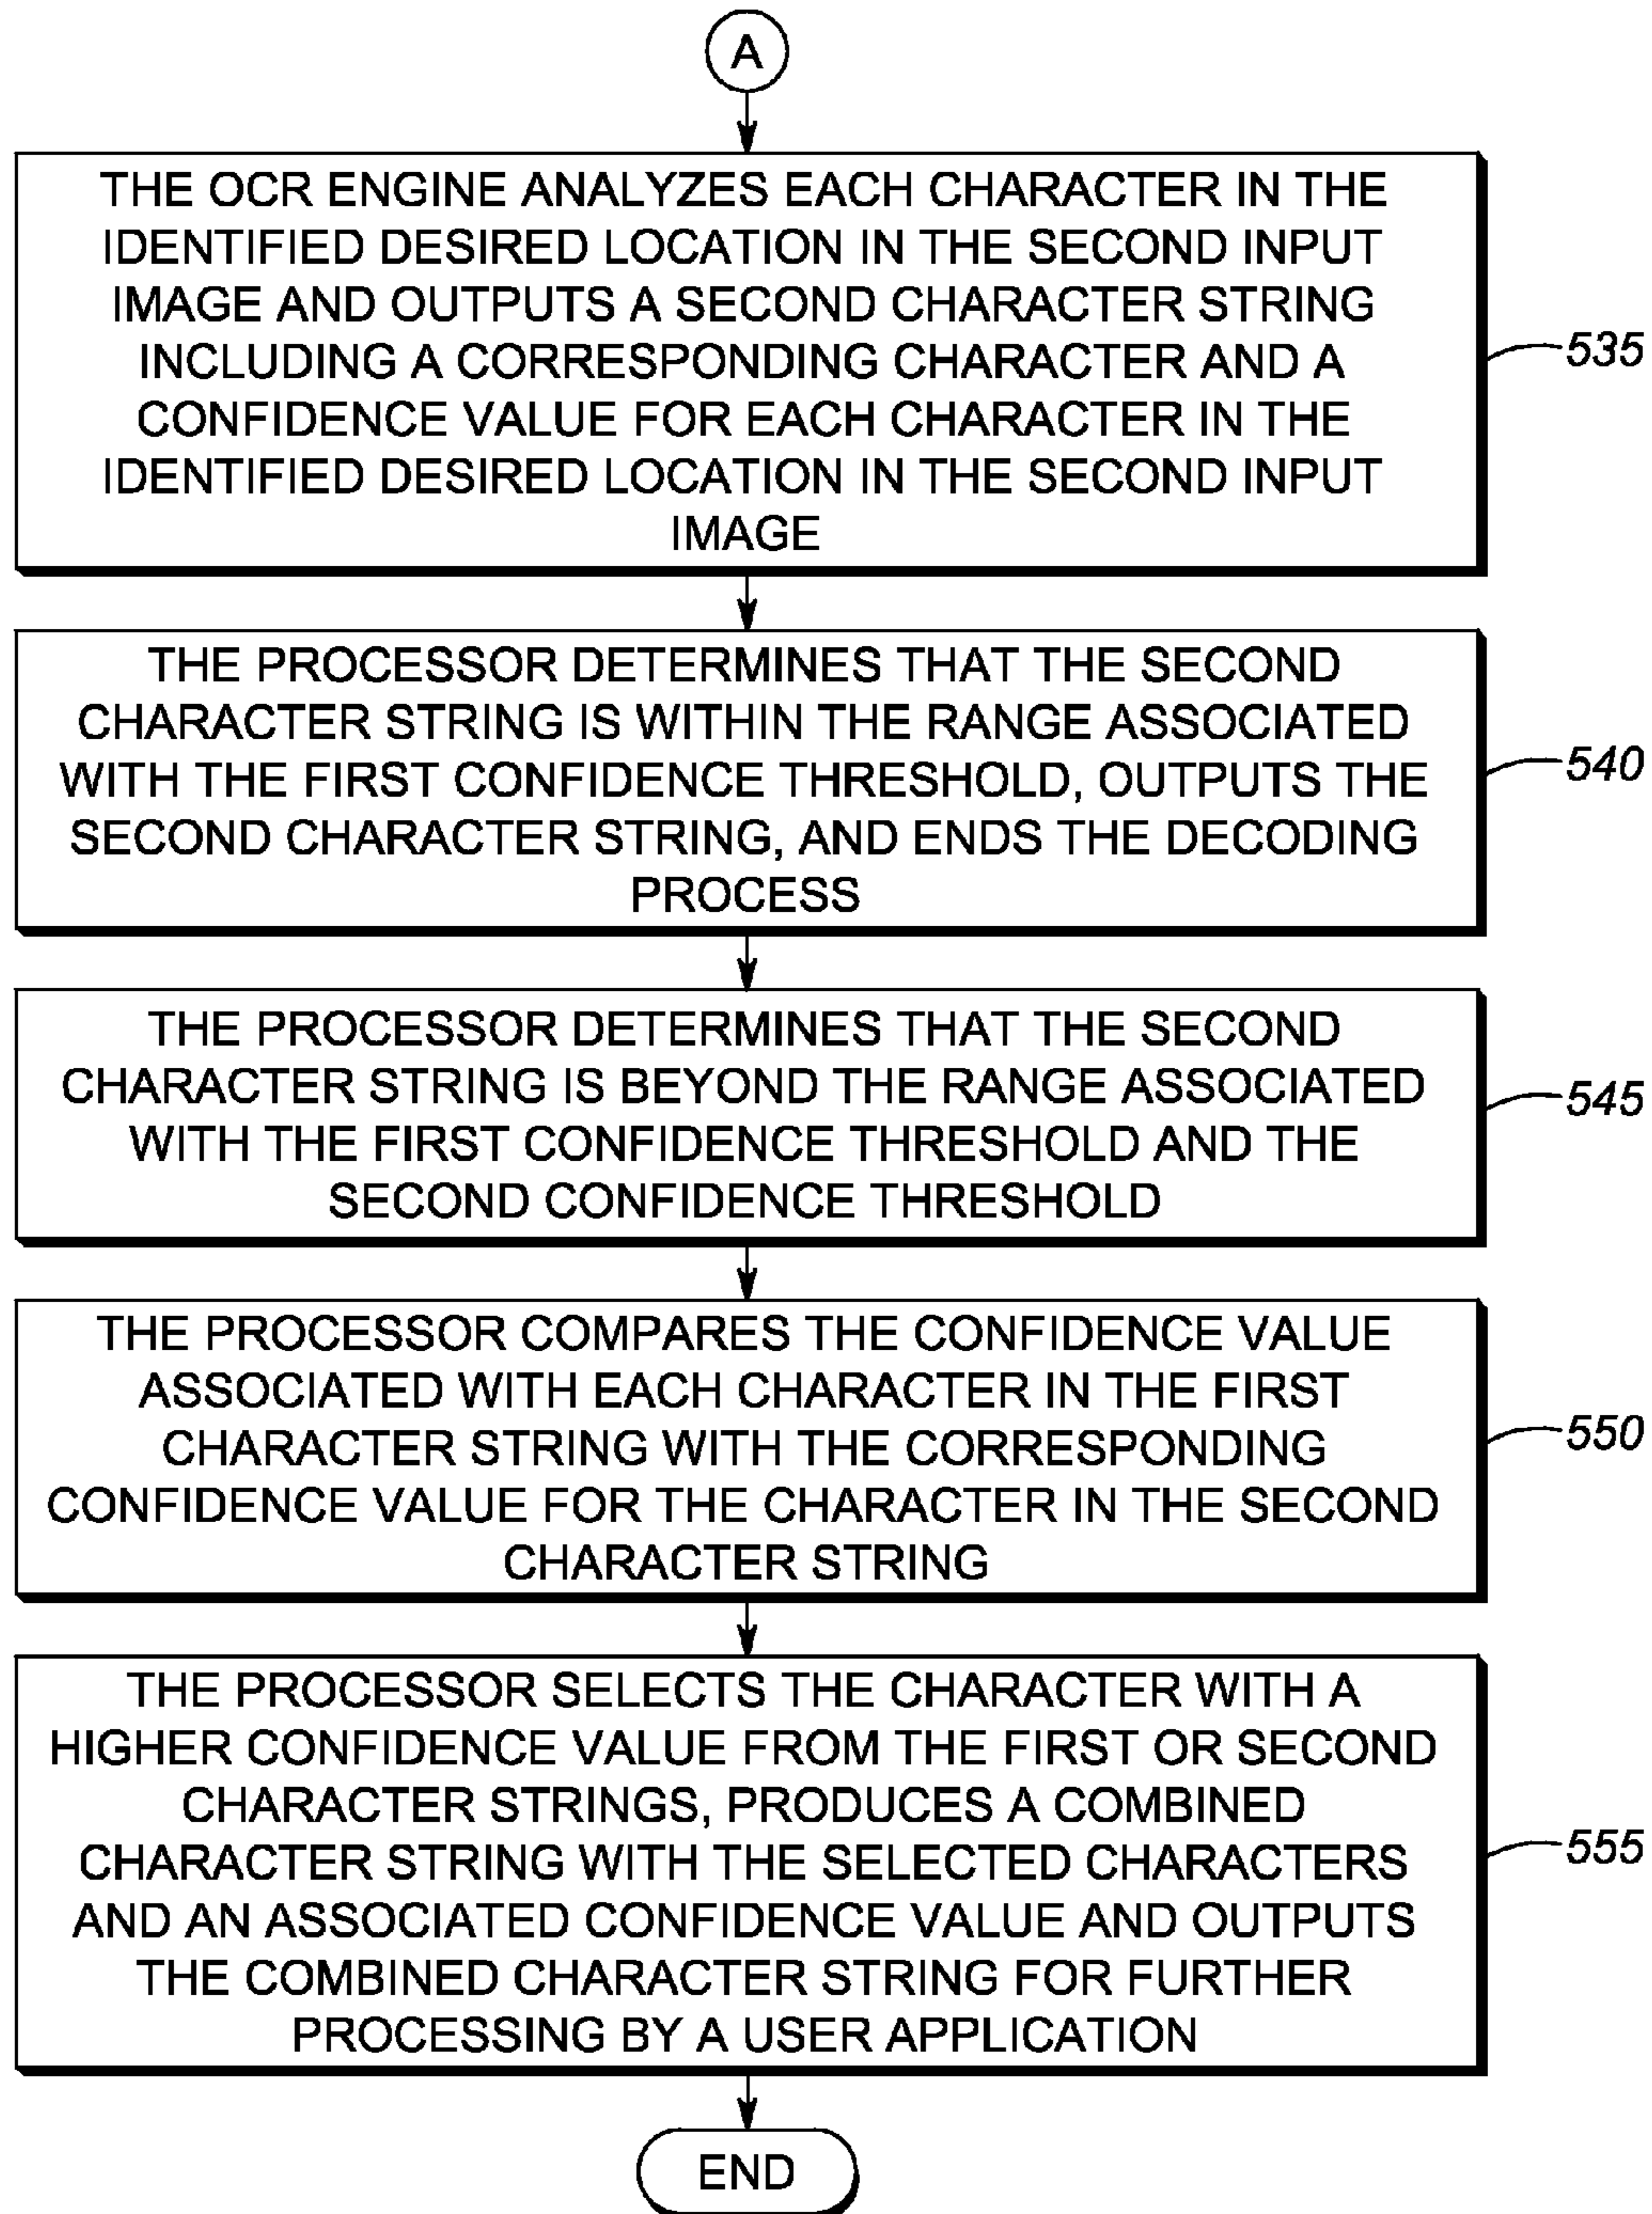 A
THE OCR ENGINE ANALYZES EACH CHARACTER IN THE
IDENTIFIED DESIRED LOCATION IN THE SECOND INPUT
IMAGE AND OUTPUTS A SECOND CHARACTER STRING
INCLUDING A CORRESPONDING CHARACTER AND A
CONFIDENCE VALUE FOR EACH CHARACTER IN THE
IDENTIFIED DESIRED LOCATION IN THE SECOND INPUT
IMAGE
535
THE PROCESSOR DETERMINES THAT THE SECOND
CHARACTER STRING IS WITHIN THE RANGE ASSOCIATED
WITH THE FIRST CONFIDENCE THRESHOLD, OUTPUTS THE
SECOND CHARACTER STRING, AND ENDS THE DECODING
PROCESS
540
THE PROCESSOR DETERMINES THAT THE SECOND
CHARACTER STRING IS BEYOND THE RANGE ASSOCIATED
WITH THE FIRST CONFIDENCE THRESHOLD AND THE
SECOND CONFIDENCE THRESHOLD
545
THE PROCESSOR COMPARES THE CONFIDENCE VALUE
ASSOCIATED WITH EACH CHARACTER IN THE FIRST
CHARACTER STRING WITH THE CORRESPONDING
CONFIDENCE VALUE FOR THE CHARACTER IN THE SECOND
CHARACTER STRING
550
THE PROCESSOR SELECTS THE CHARACTER WITH A
HIGHER CONFIDENCE VALUE FROM THE FIRST OR SECOND
CHARACTER STRINGS, PRODUCES A COMBINED
CHARACTER STRING WITH THE SELECTED CHARACTERS
AND AN ASSOCIATED CONFIDENCE VALUE AND OUTPUTS
THE COMBINED CHARACTER STRING FOR FURTHER
PROCESSING BY A USER APPLICATION
555
END